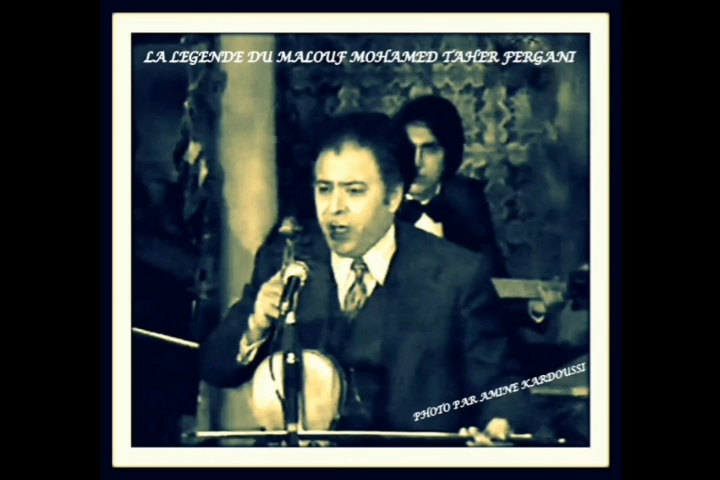 LA LEGENDE DU MALOUF MOHAMED TAHER FERGANI
PHOTO PAR AMINE KARDOUSSI